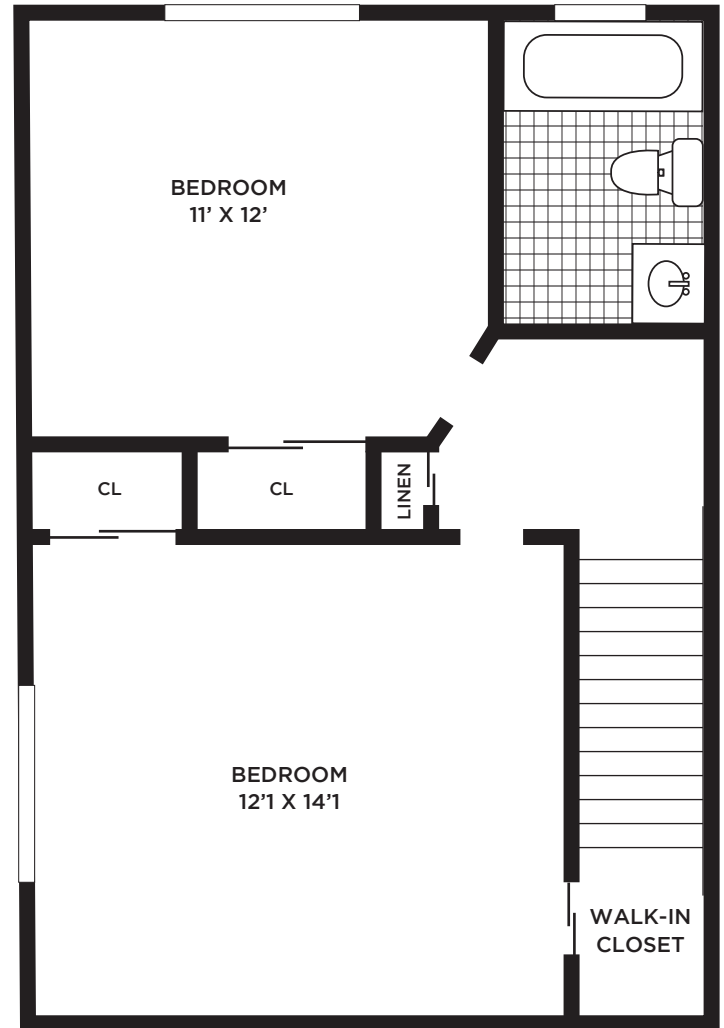 BEDROOM
11’ X 12’
CL
CL
LINEN
BEDROOM
12’1 X 14’1
WALK-IN
CLOSET